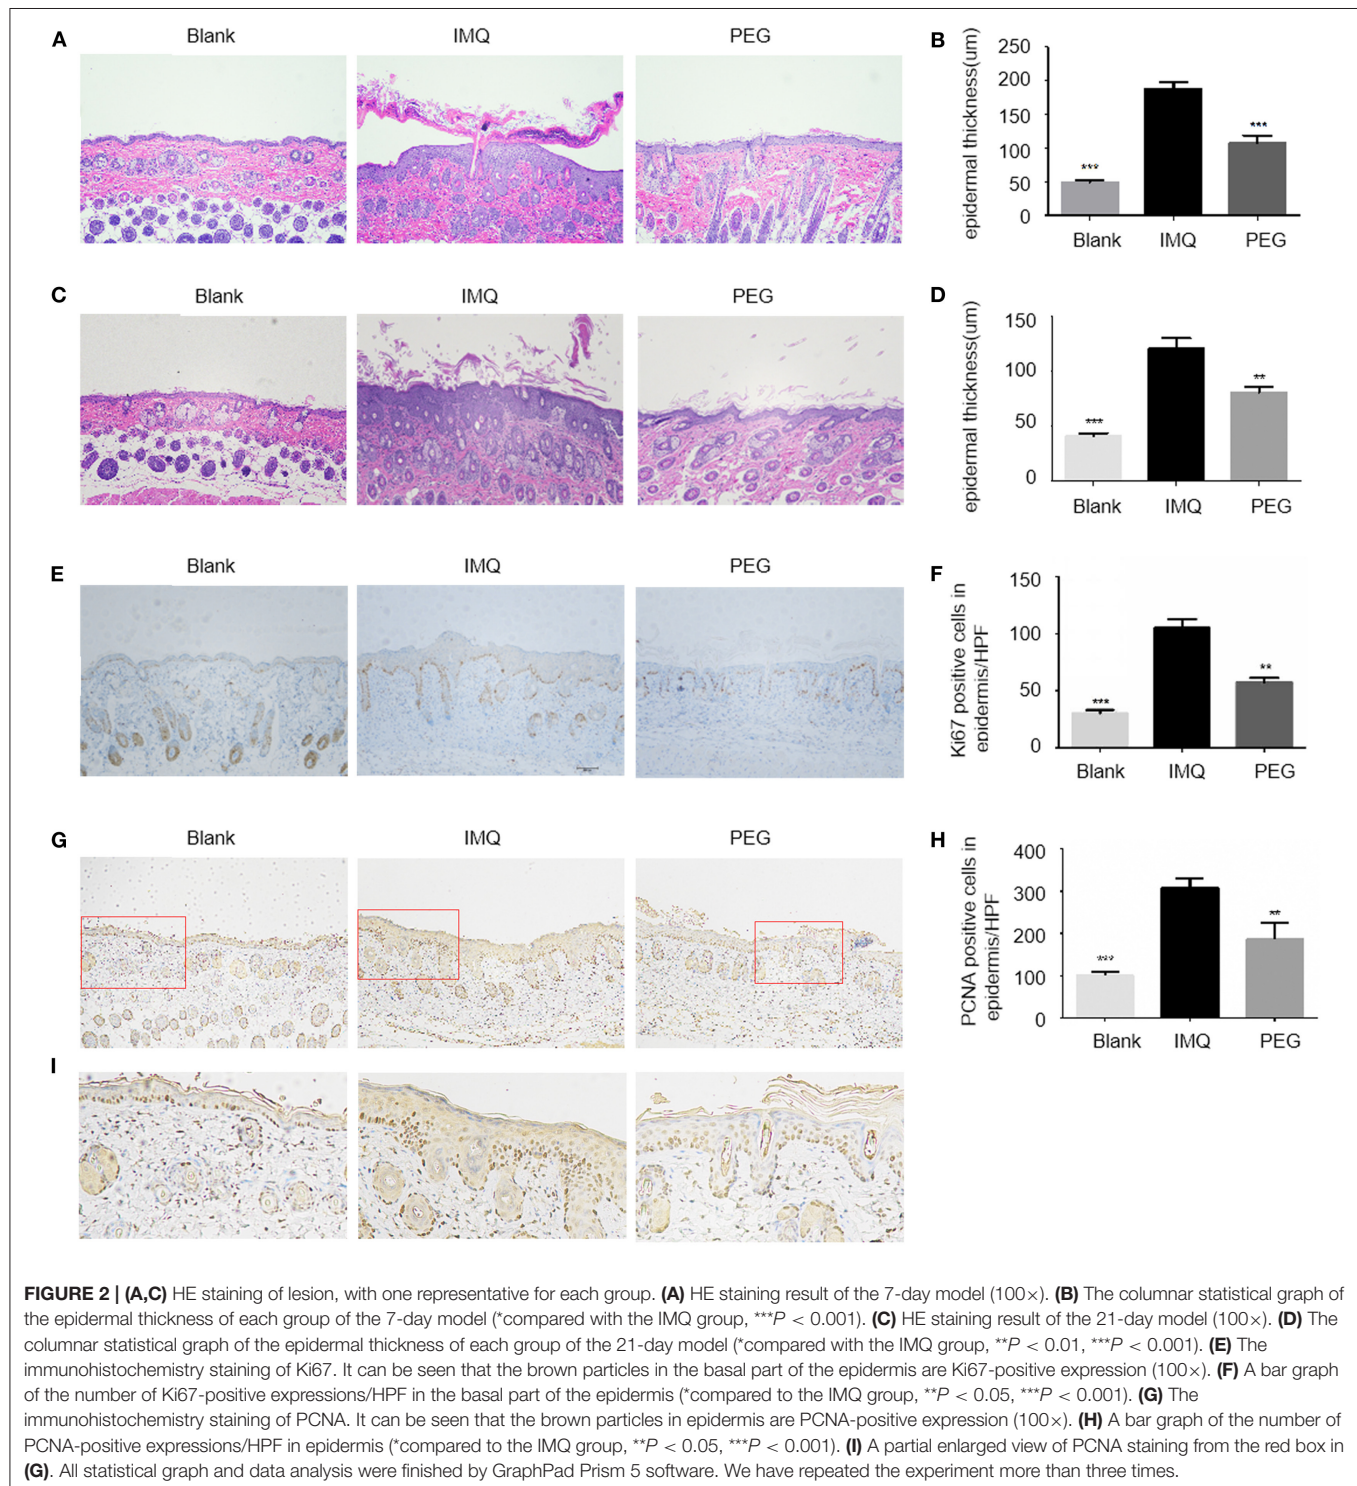 A
Blank
IMQ
PEG
B
epidermal thickness(um)
250
200
150
100
50
0
***
***
Blank
IMQ
PEG
C
Blank
IMQ
PEG
D
epidermal thickness(um)
150
100
50
0
***
**
Blank
IMQ
PEG
E
Blank
IMQ
PEG
F
Ki67 positive cells in
epidermis/HPF
150
100
50
0
***
**
Blank
IMQ
PEG
G
Blank
IMQ
PEG
H
PCNA positive cells in
epidermis/HPF
400
300
200
100
0
***
**
Blank
IMQ
PEG
I
FIGURE 2 | (A,C) HE staining of lesion, with one representative for each group. (A) HE staining result of the 7-day model (100×). (B) The columnar statistical graph of
the epidermal thickness of each group of the 7-day model (*compared with the IMQ group, ***P < 0.001). (C) HE staining result of the 21-day model (100×). (D) The
columnar statistical graph of the epidermal thickness of each group of the 21-day model (*compared with the IMQ group, **P < 0.01, ***P < 0.001). (E) The
immunohistochemistry staining of Ki67. It can be seen that the brown particles in the basal part of the epidermis are Ki67-positive expression (100×). (F) A bar graph
of the number of Ki67-positive expressions/HPF in the basal part of the epidermis (*compared to the IMQ group, **P < 0.05, ***P < 0.001). (G) The
immunohistochemistry staining of PCNA. It can be seen that the brown particles in epidermis are PCNA-positive expression (100×). (H) A bar graph of the number of
PCNA-positive expressions/HPF in epidermis (*compared to the IMQ group, **P < 0.05, ***P < 0.001). (I) A partial enlarged view of PCNA staining from the red box in
(G). All statistical graph and data analysis were finished by GraphPad Prism 5 software. We have repeated the experiment more than three times.